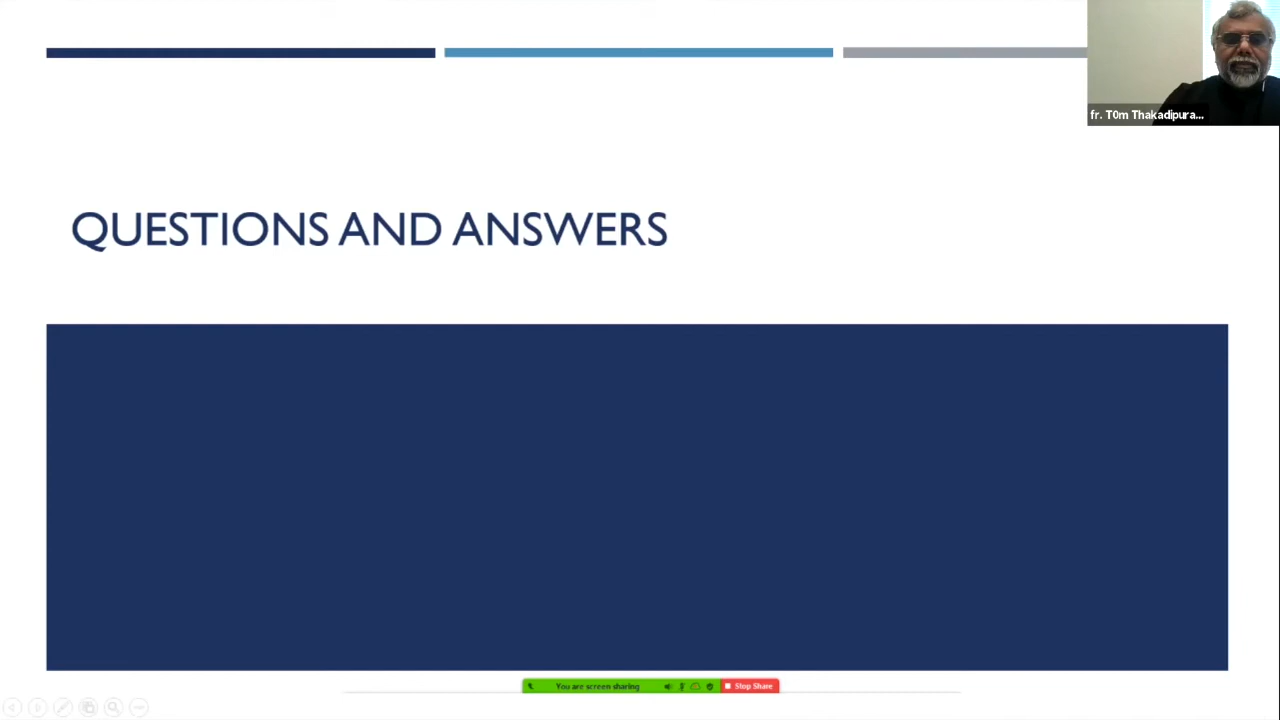 fr. T0m Thakadipura...
QUESTIONS AND ANSWERS
You are screen sharing
Stop Share